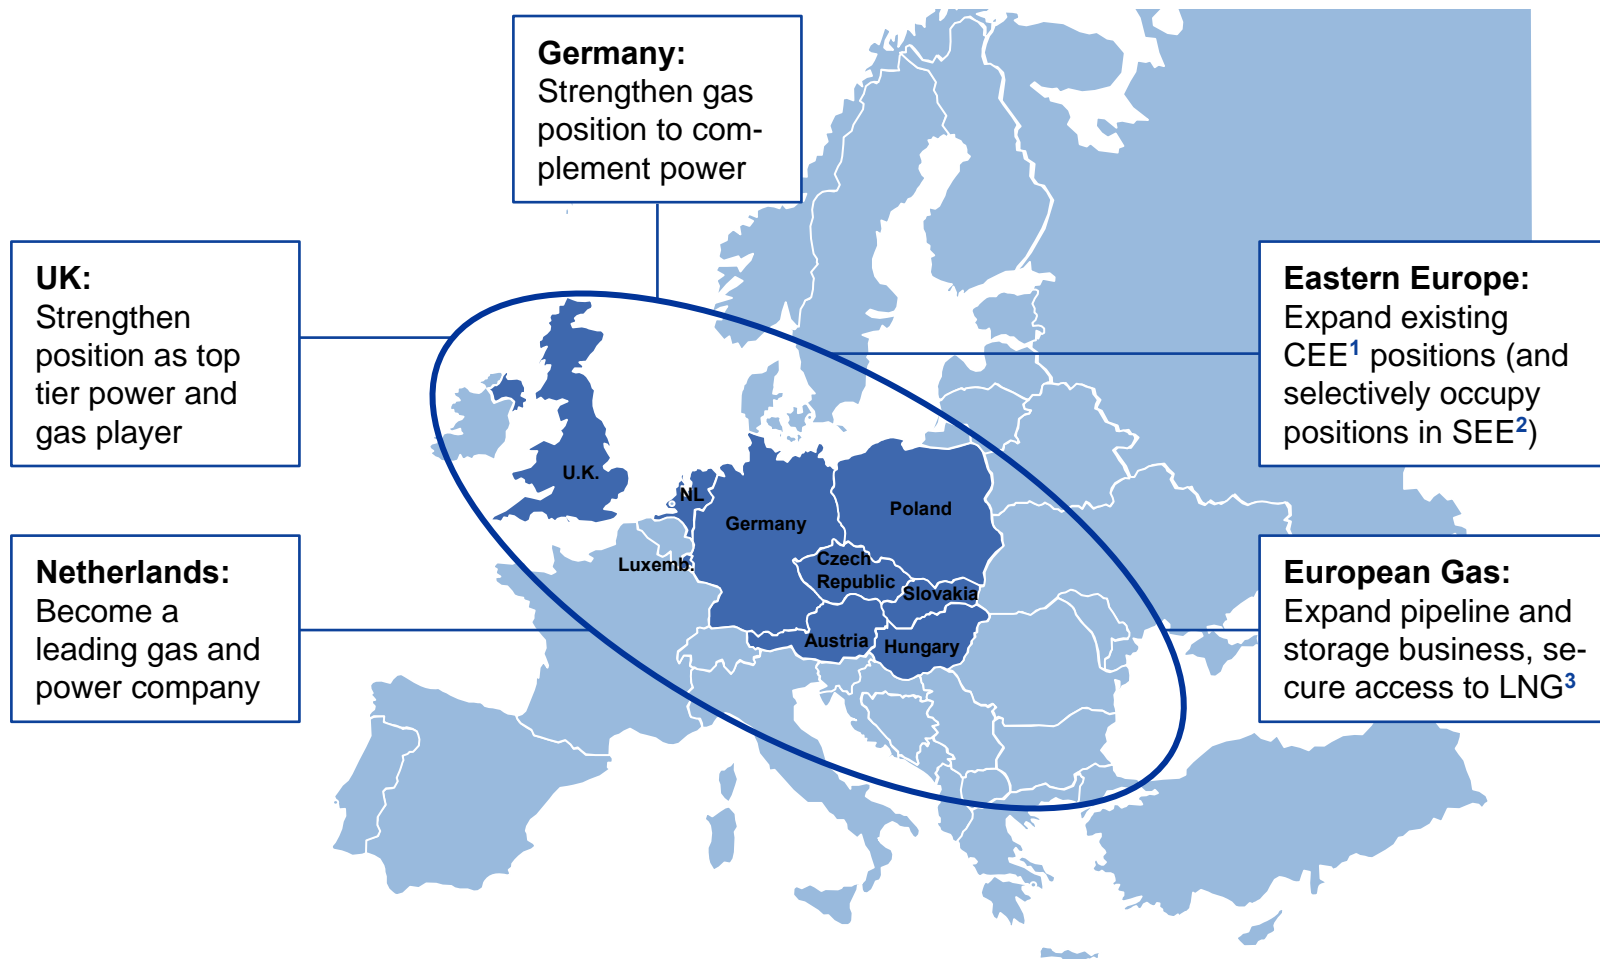 Germany:
Strengthen gas
position to com-
plement power
UK:
Strengthen
position as top
tier power and
gas player
Eastern Europe:
Expand existing
CEE¹ positions (and
selectively occupy
positions in SEE²)
Netherlands:
Become a
leading gas and
power company
European Gas:
Expand pipeline and
storage business, se-
cure access to LNG³
U.K.
NL
Germany
Poland
Luxemb.
Czech
Republic
Slovakia
Austria
Hungary